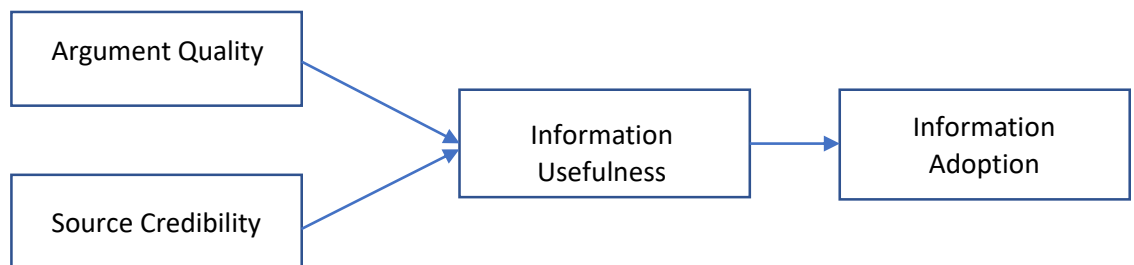 Argument Quality
Source Credibility
Information
Usefulness
Information
Adoption